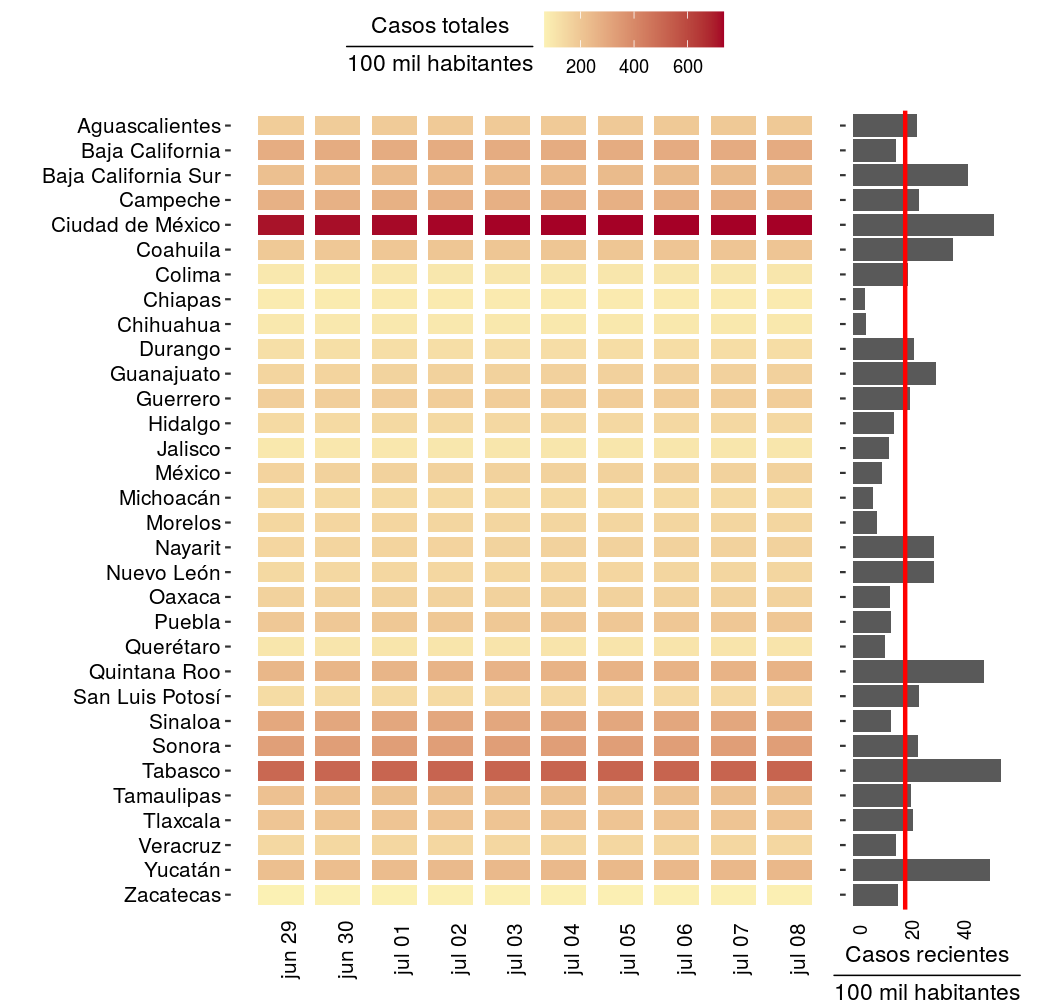 Casos totales
100 mil habitantes
200 400 600
Aguascalientes
Baja California
Baja California Sur
Campeche
Ciudad de México
Coahuila
Colima
Chiapas
Chihuahua
Durango
Guanajuato
Guerrero
Hidalgo
Jalisco
México
Michoacán
Morelos
Nayarit
Nuevo León
Oaxaca
Puebla
Querétaro
Quintana Roo
San Luis Potosí
Sinaloa
Sonora
Tabasco
Tamaulipas
Tlaxcala
Veracruz
Yucatán
Zacatecas
jun 29
jun 30
jul 01
jul 02
jul 03
jul 04
jul 05
jul 06
jul 07
jul 08
0
20
40
Casos recientes
100 mil habitantes